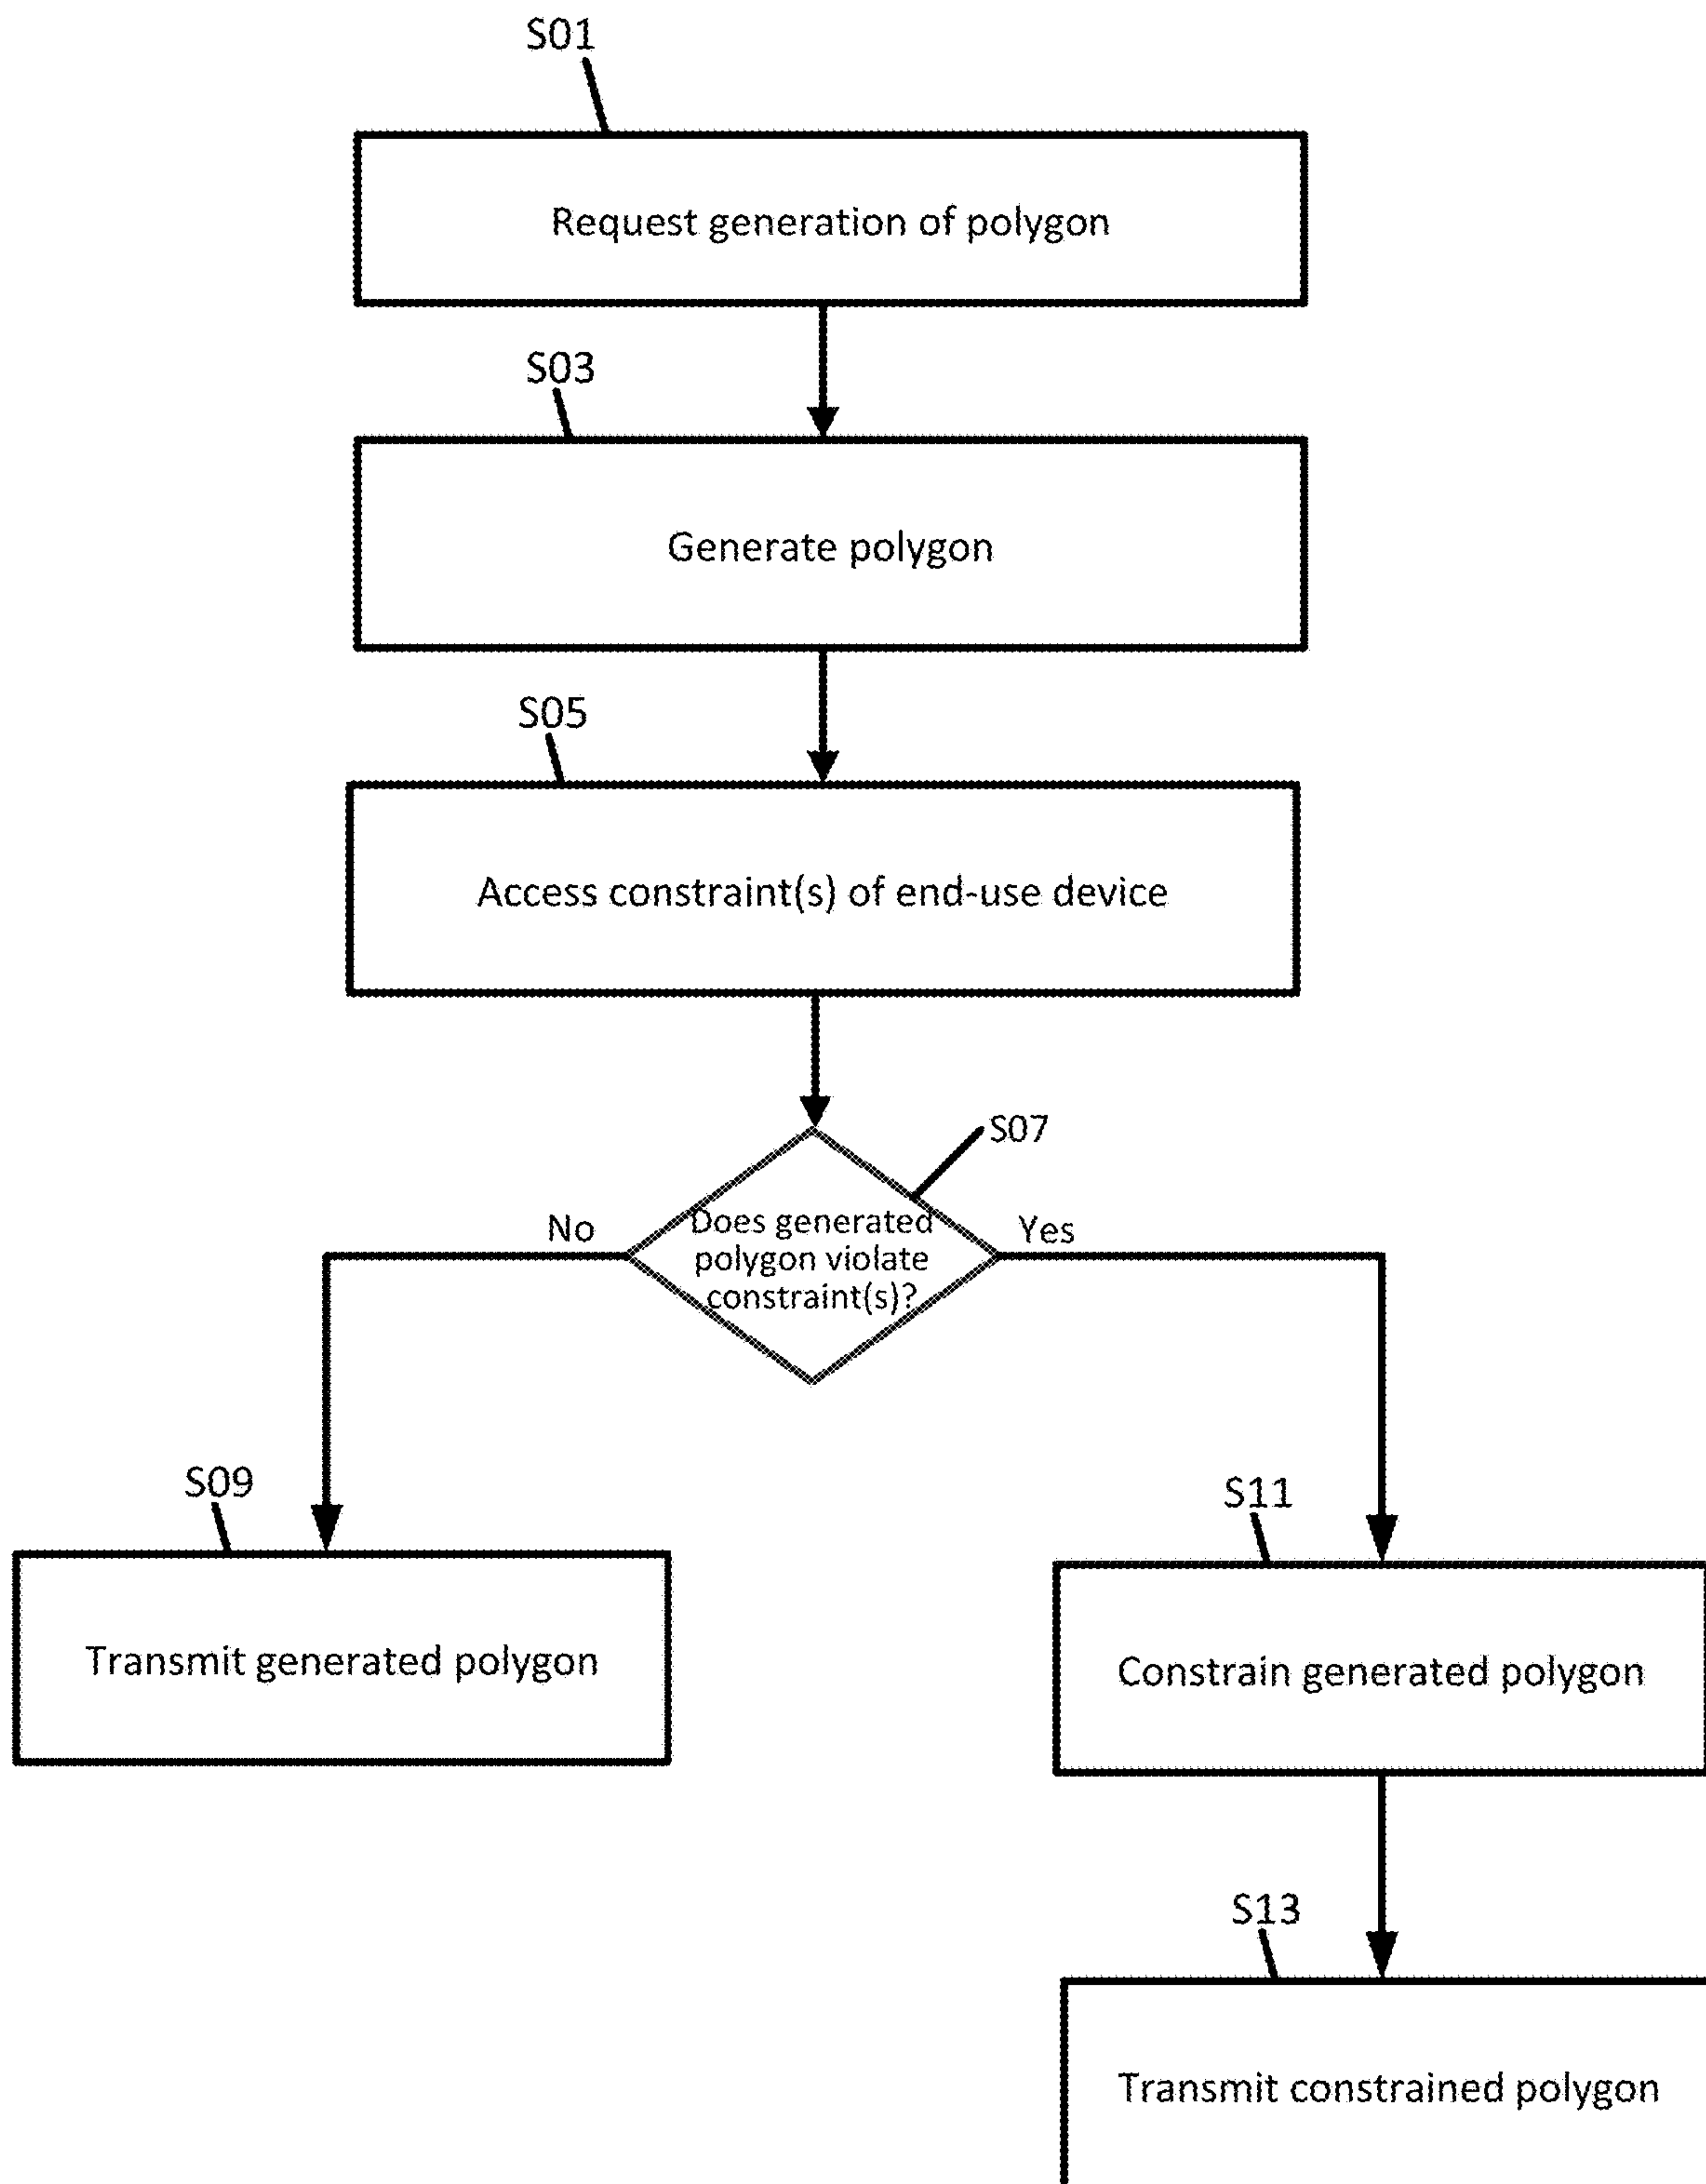 S01
Request generation of polygon
S03
Generate polygon
S05
Access constraint(s) of end-use device
S07
No
Does generated
polygon violate
constraint(s)?
Yes
S09
Transmit generated polygon
S11
Constrain generated polygon
S13
Transmit constrained polygon